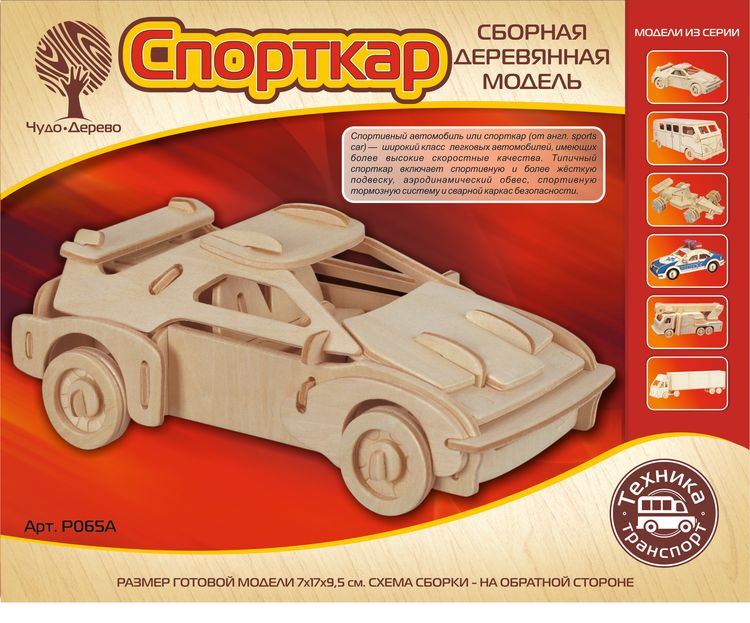 Чудо•Дерево
Спорткар
СБОРНАЯ
ДЕРЕВЯННАЯ
МОДЕЛЬ
МОДЕЛИ ИЗ СЕРИИ
Спортивный автомобиль или спорткар (от англ. sports
car) — широкий класс легковых автомобилей, имеющих
более высокие скоростные качества. Типичный
спорткар включает спортивную и более жёсткую
подвеску, аэродинамический обвес, спортивную
тормозную систему и сварной каркас безопасности.
Арт. P065A
Техника
транспорт
РАЗМЕР ГОТОВОЙ МОДЕЛИ 7х17х9,5 см. СХЕМА СБОРКИ - НА ОБРАТНОЙ СТОРОНЕ